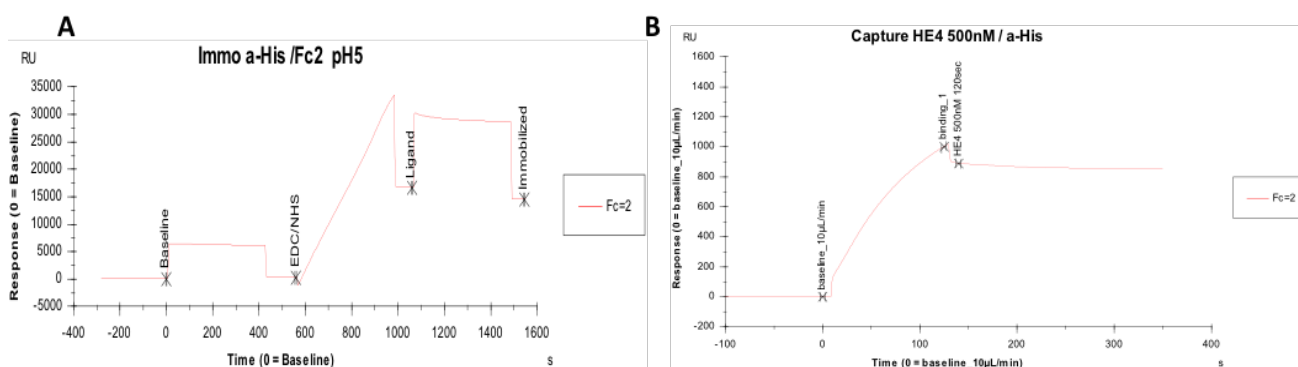 A
Immo a-His /Fc2 pH5
RU
35000
30000
25000
20000
15000
10000
5000
0
-5000
-400 -200 0 200 400 600 800 1000 1200 1400 1600
Response (0 = Baseline)
Time (0 = Baseline)
s
Baseline
EDC/NHS
Ligand
Immobilized
Fc=2
B
Capture HE4 500nM / a-His
RU
1600
1400
1200
1000
800
600
400
200
0
-200
-100 0 100 200 300 400
Response (0 = baseline_10µL/min)
Time (0 = baseline_10µL/min)
s
baseline_10µL/min
binding_1
HE4 500nM 120sec
Fc=2